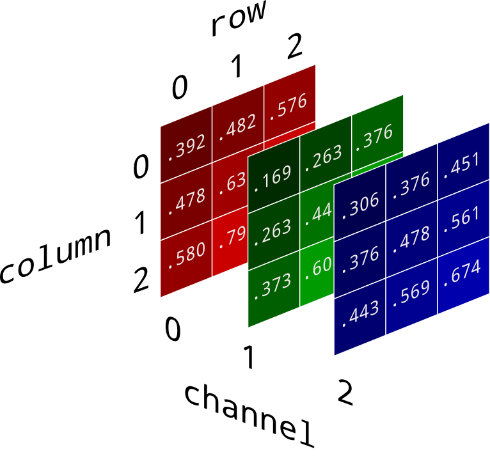 row
0 1 2
0 1 2
column
.392 .482 .576
.478 .63
.580 .79
.169 .263 .376
.263 .44
.373 .60
.306 .376 .451
.376 .478 .561
.443 .569 .674
0 1 2
channel